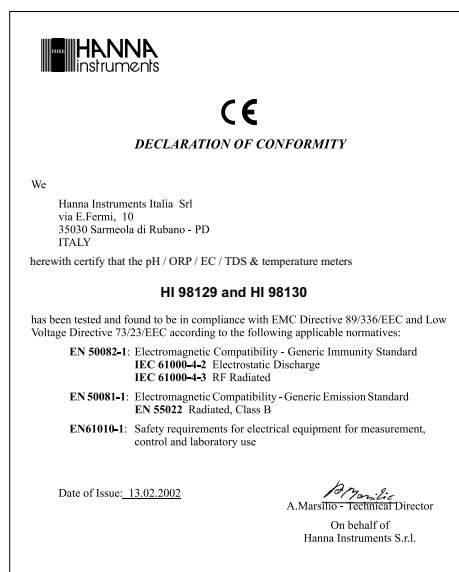 HANNA
instruments
CE
DECLARATION OF CONFORMITY
We
Hanna Instruments Italia Srl
via E.Fermi, 10
35030 Sarmeola di Rubano - PD
ITALY
herewith certify that the pH / ORP / EC / TDS & temperature meters
HI 98129 and HI 98130
has been tested and found to be in compliance with EMC Directive 89/336/EEC and Low
Voltage Directive 73/23/EEC according to the following applicable normatives:
EN 50082-1: Electromagnetic Compatibility - Generic Immunity Standard
IEC 61000-4-2 Electrostatic Discharge
IEC 61000-4-3 RF Radiated
EN 50081-1: Electromagnetic Compatibility - Generic Emission Standard
EN 55022 Radiated, Class B
EN61010-1: Safety requirements for electrical equipment for measurement,
control and laboratory use
Date of Issue: 13.02.2002
A.Marsilio
A.Marsilio - Technical Director
On behalf of
Hanna Instruments S.r.l.